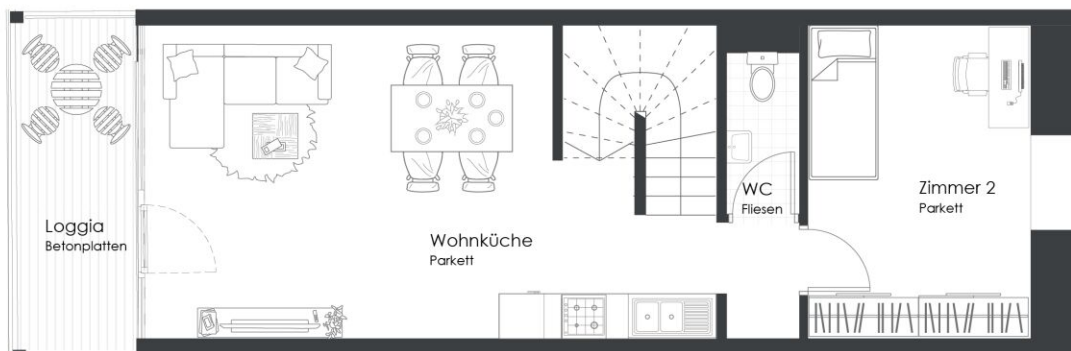 Loggia
Betonplatten
Wohnküche
Parkett
WC
Fliesen
Zimmer 2
Parkett